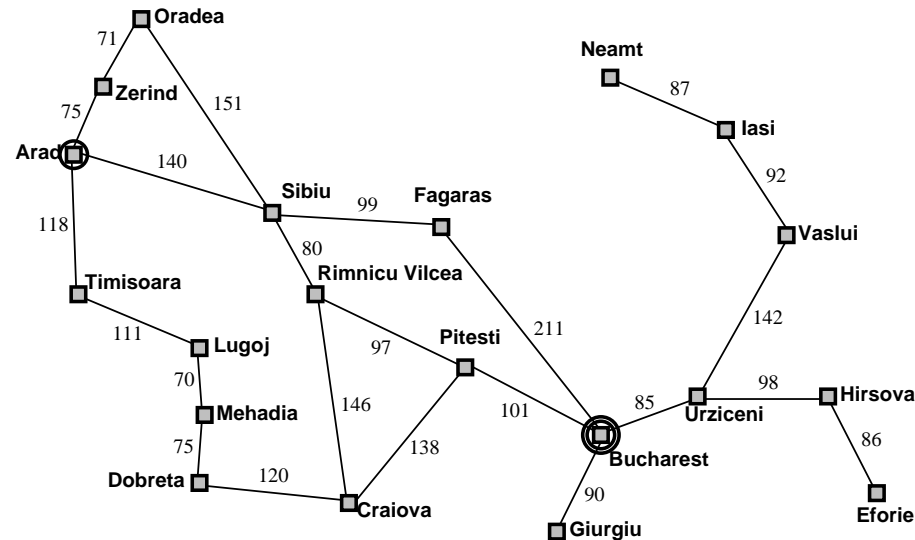 Oradea
71
Neamt
Zerind
87
75
151
Iasi
Arad
140
92
Sibiu
Fagaras
99
118
Vaslui
80
Timisoara
Rimnicu Vilcea
142
111
211
Lugoj
97
Pitesti
70
98
Hirsova
146
101
85
Mehadia
Urziceni
138
86
75
Bucharest
Dobreta
120
90
Craiova
Eforie
Giurgiu